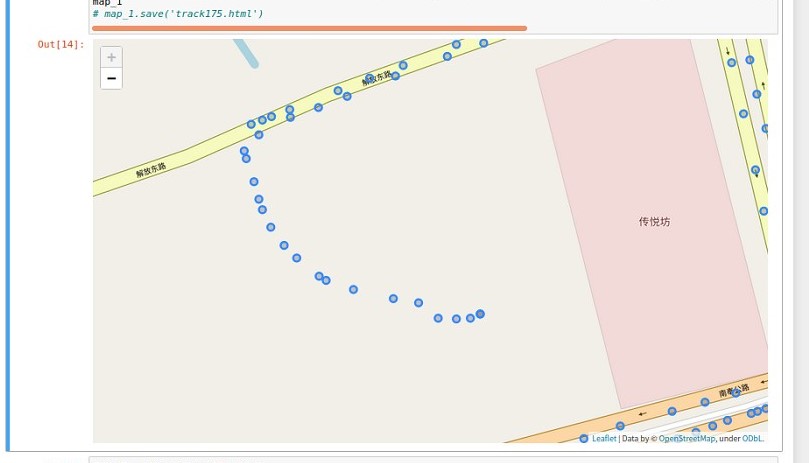 map_1
# map_1.save('track175.html')
Out[14]:
+
−
解放东路
解放东路
传悦坊
南奉公路
Leaflet | Data by © OpenStreetMap, under ODbL.